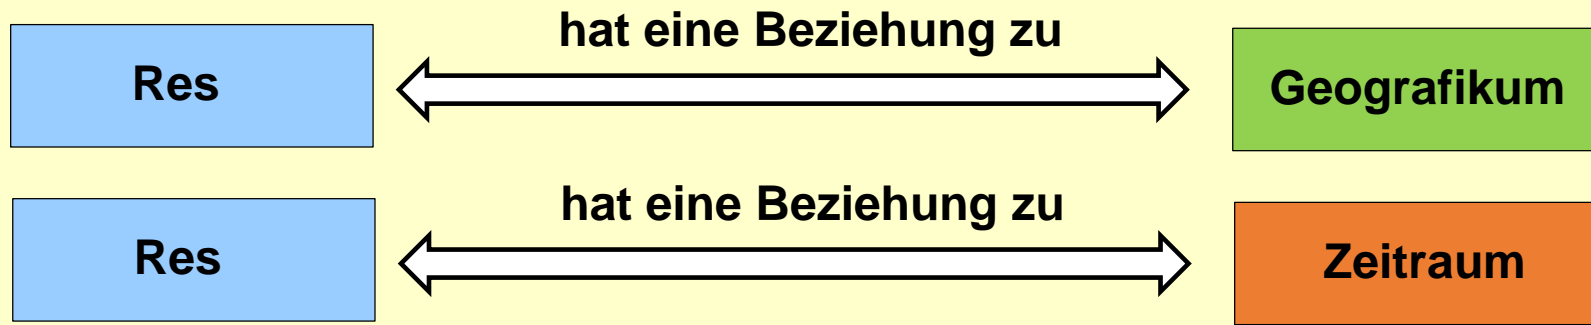 hat eine Beziehung zu
Res
Geografikum
hat eine Beziehung zu
Res
Zeitraum